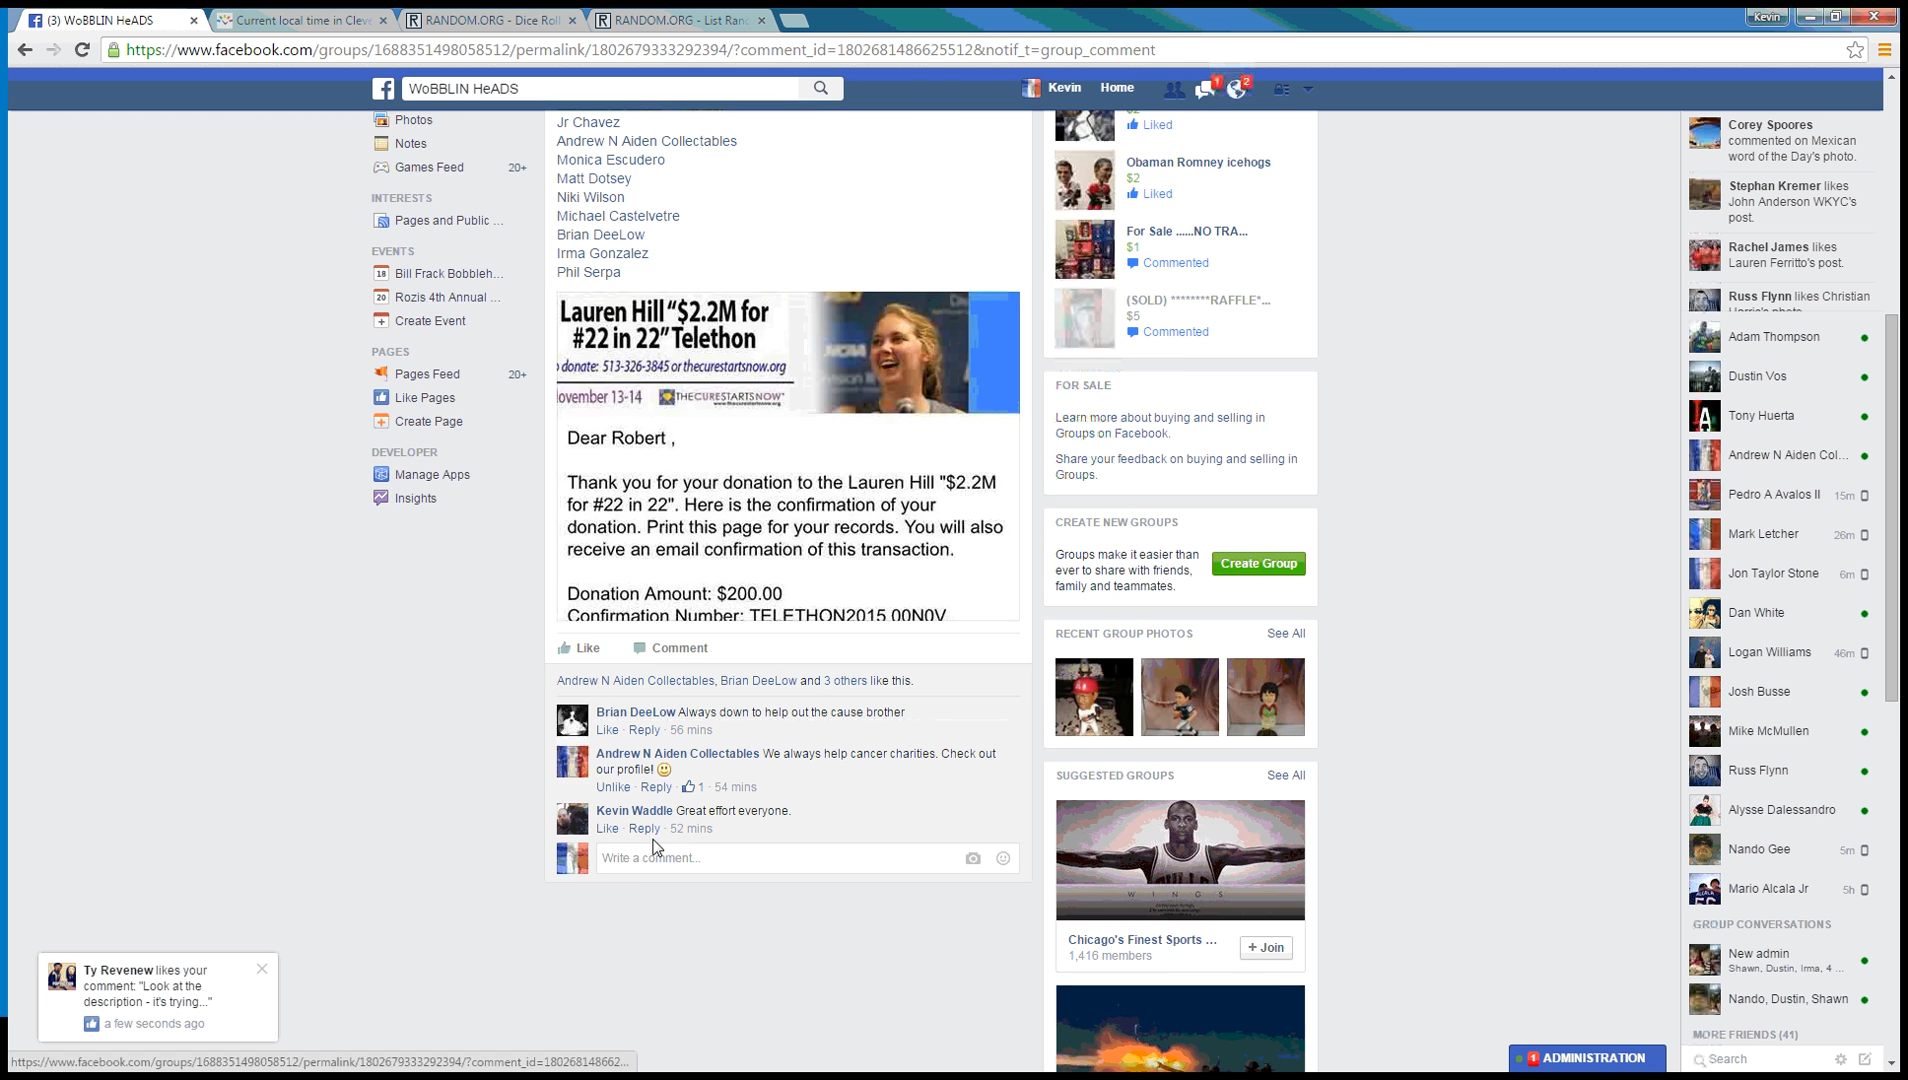 (3) WoBBLIN HeADS
Current local time in Cleve
RANDOM.ORG - Dice Roll
RANDOM.ORG - List Ran
Kevin
https://www.facebook.com/groups/1688351498058512/permalink/1802679333292394/?comment_id=1802681486625512&notif_t=group_comment
WoBBLIN HeADS
Kevin
Home
1
2
Photos
Notes
Games Feed 20+
INTERESTS
Pages and Public ...
EVENTS
18 Bill Frack Bobbleh...
20 Rozis 4th Annual ...
Create Event
PAGES
Pages Feed 20+
Like Pages
Create Page
DEVELOPER
Manage Apps
Insights
Jr Chavez
Andrew N Aiden Collectables
Monica Escudero
Matt Dotsey
Niki Wilson
Michael Castelvetre
Brian DeeLow
Irma Gonzalez
Phil Serpa
Lauren Hill "$2.2M for
#22 in 22" Telethon
donate: 513-326-3845 or thecurestartsnow.org
ovember 13-14
THECURESTARTSNOW
Dear Robert ,
Thank you for your donation to the Lauren Hill "$2.2M
for #22 in 22". Here is the confirmation of your
donation. Print this page for your records. You will also
receive an email confirmation of this transaction.
Donation Amount: $200.00
Confirmation Number: TELETHON2015 00N0V
Like Comment
Andrew N Aiden Collectables, Brian DeeLow and 3 others like this.
Brian DeeLow Always down to help out the cause brother
Like · Reply · 56 mins
Andrew N Aiden Collectables We always help cancer charities. Check out
our profile!
Unlike · Reply · 1 · 54 mins
Kevin Waddle Great effort everyone.
Like · Reply · 52 mins
Write a comment...
Liked
Obaman Romney icehogs
$2
Liked
For Sale ......NO TRA...
$1
Commented
(SOLD) ********RAFFLE*...
$5
Commented
FOR SALE
Learn more about buying and selling in
Groups on Facebook.
Share your feedback on buying and selling in
Groups.
CREATE NEW GROUPS
Groups make it easier than
ever to share with friends,
family and teammates.
Create Group
RECENT GROUP PHOTOS See All
SUGGESTED GROUPS See All
W I N G S
Chicago's Finest Sports ...
1,416 members
+ Join
Corey Spoores
commented on Mexican
word of the Day's photo.
Stephan Kremer likes
John Anderson WKYC's
post.
Rachel James likes
Lauren Ferritto's post.
Russ Flynn likes Christian
Adam Thompson
Dustin Vos
Tony Huerta
Andrew N Aiden Col...
Pedro A Avalos II 15m
Mark Letcher 26m
Jon Taylor Stone 6m
Dan White
Logan Williams 46m
Josh Busse
Mike McMullen
Russ Flynn
Alysse Dalessandro
Nando Gee 5m
Mario Alcala Jr 5h
GROUP CONVERSATIONS
New admin
Shawn, Dustin, Irma, 4 ...
Nando, Dustin, Shawn
MORE FRIENDS (41)
Search
1 ADMINISTRATION
Ty Revenew likes your
comment: "Look at the
description - it's trying..."
a few seconds ago
https://www.facebook.com/groups/1688351498058512/permalink/1802679333292394/?comment_id=180268148662...